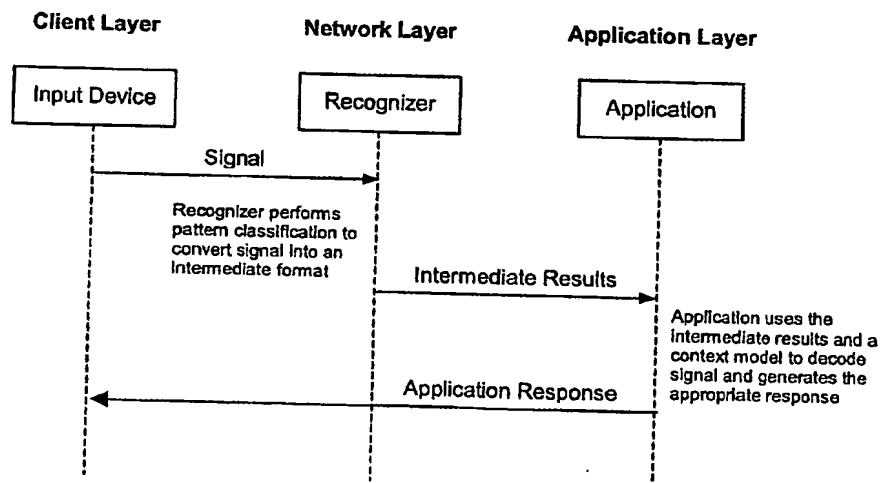 Client Layer
Network Layer
Application Layer
Input Device
Recognizer
Application
Signal
Recognizer performs
pattern classification to
convert signal into an
intermediate format
Intermediate Results
Application uses the
intermediate results and a
context model to decode
signal and generates the
appropriate response
Application Response